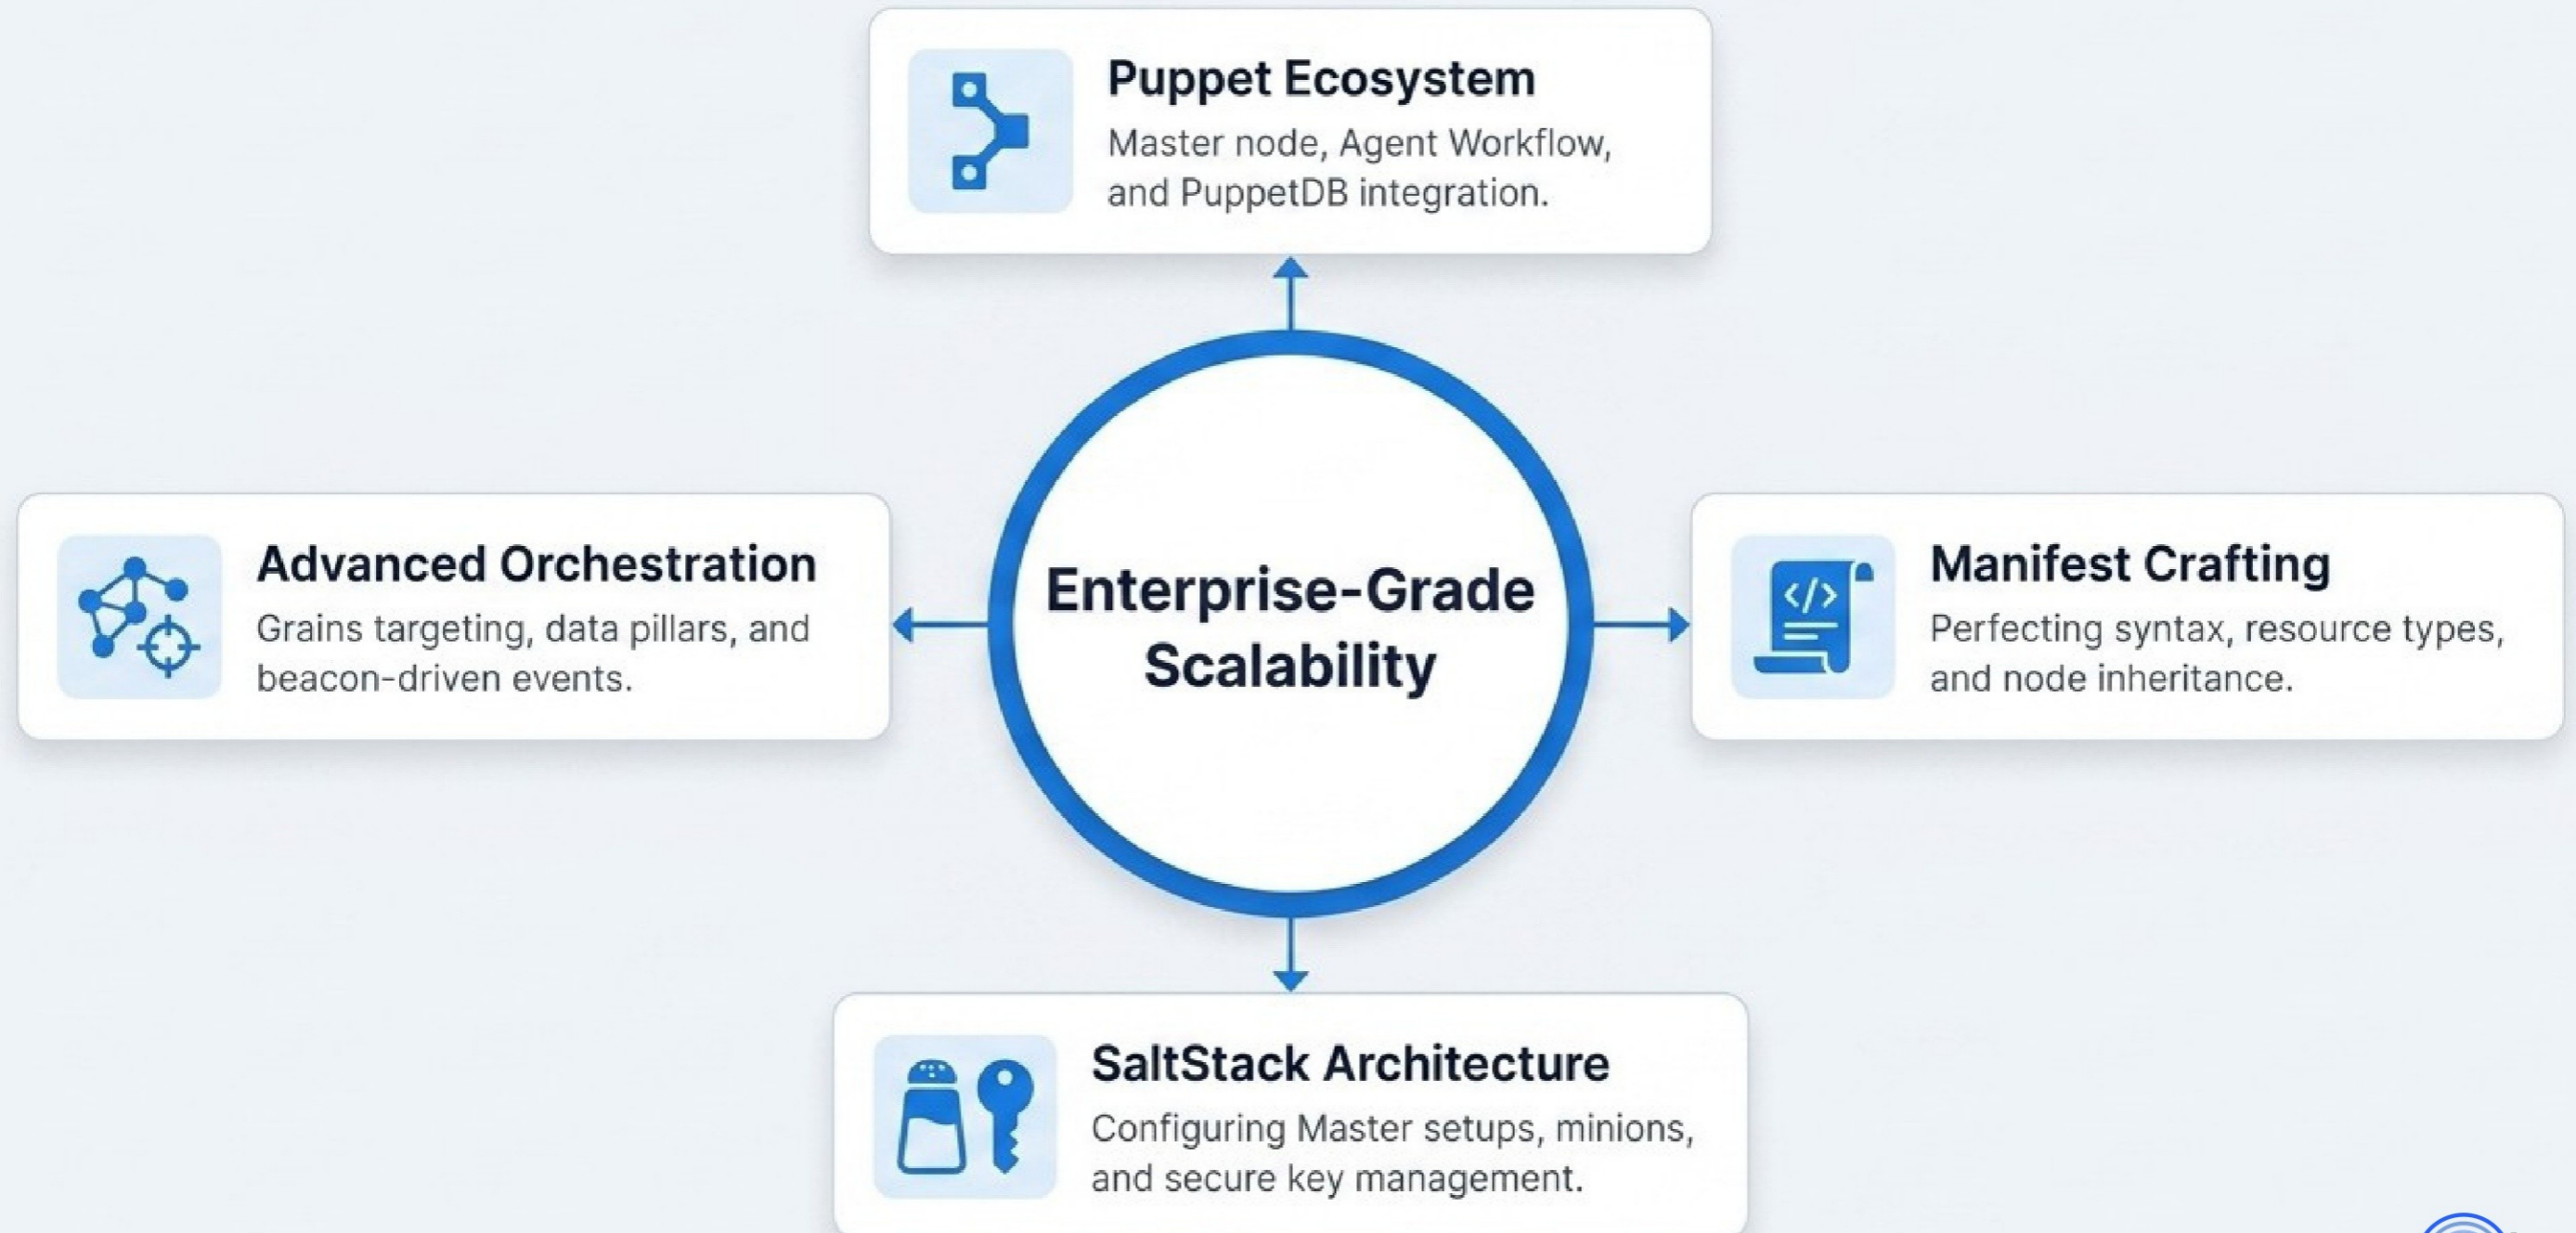 Puppet Ecosystem
Master node, Agent Workflow,
and PuppetDB integration.
Advanced Orchestration
Grains targeting, data pillars, and
beacon-driven events.
Enterprise-Grade
Scalability
Manifest Crafting
</>
Perfecting syntax, resource types,
and node inheritance.
SaltStack Architecture
Configuring Master setups, minions,
and secure key management.